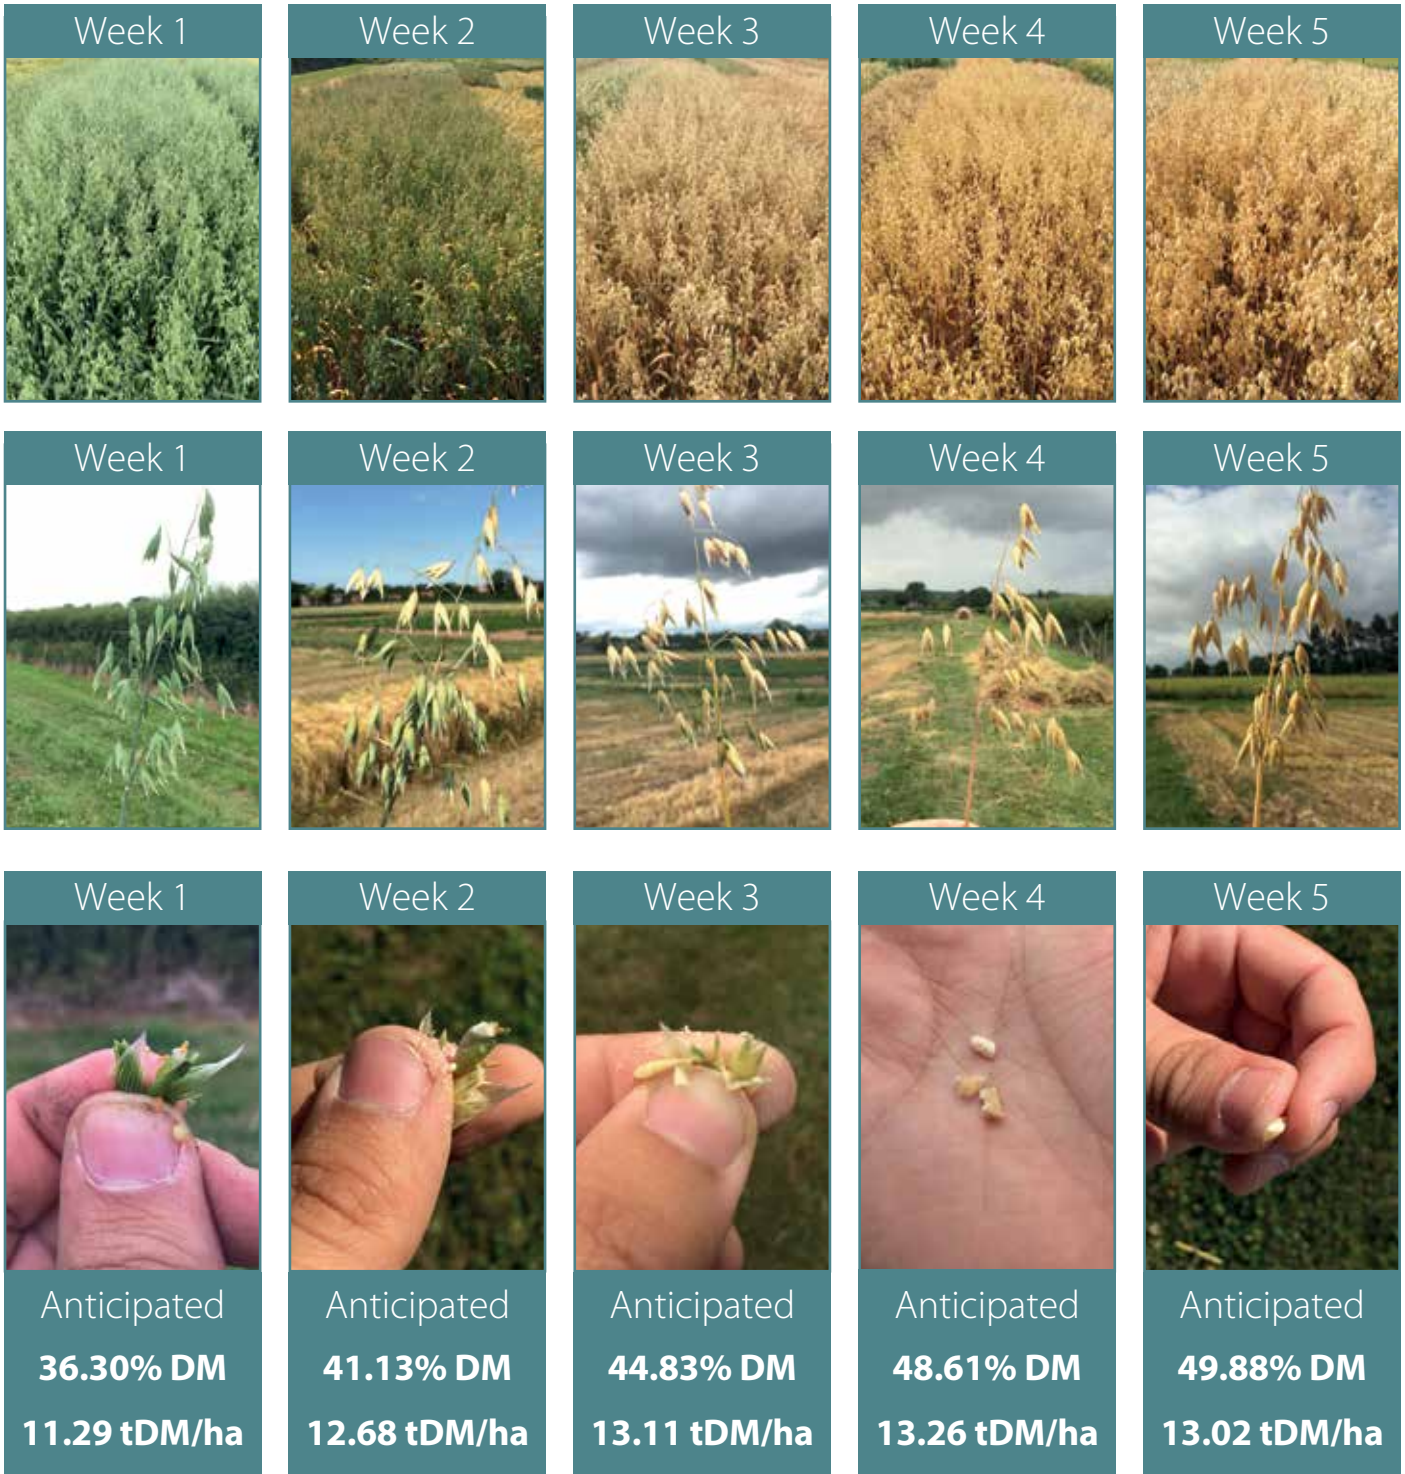 Week 1
Week 2
Week 3
Week 4
Week 5
Week 1
Week 2
Week 3
Week 4
Week 5
Week 1
Week 2
Week 3
Week 4
Week 5
Anticipated
36.30% DM
11.29 tDM/ha
Anticipated
41.13% DM
12.68 tDM/ha
Anticipated
44.83% DM
13.11 tDM/ha
Anticipated
48.61% DM
13.26 tDM/ha
Anticipated
49.88% DM
13.02 tDM/ha